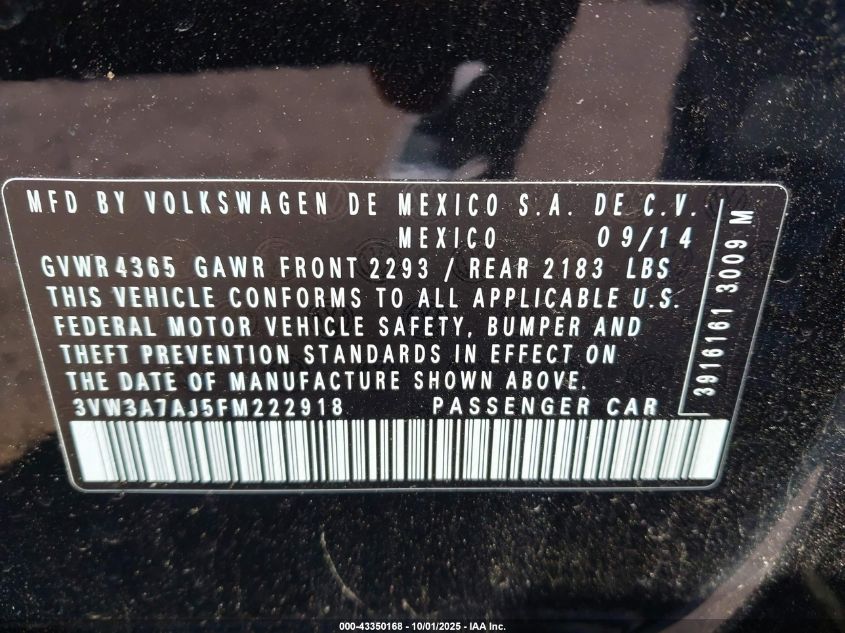 MFD BY VOLKSWAGEN DE MEXICO S.A. DE C.V.
MEXICO 09/14
GVWR 4365 GAWR FRONT 2293 / REAR 2183 LBS
THIS VEHICLE CONFORMS TO ALL APPLICABLE U.S.
FEDERAL MOTOR VEHICLE SAFETY, BUMPER AND
THEFT PREVENTION STANDARDS IN EFFECT ON
THE DATE OF MANUFACTURE SHOWN ABOVE.
3VW3A7AJ5FM222918 PASSENGER CAR
3916161 3009 M
000-43350168 - 10/01/2025 - IAA Inc.